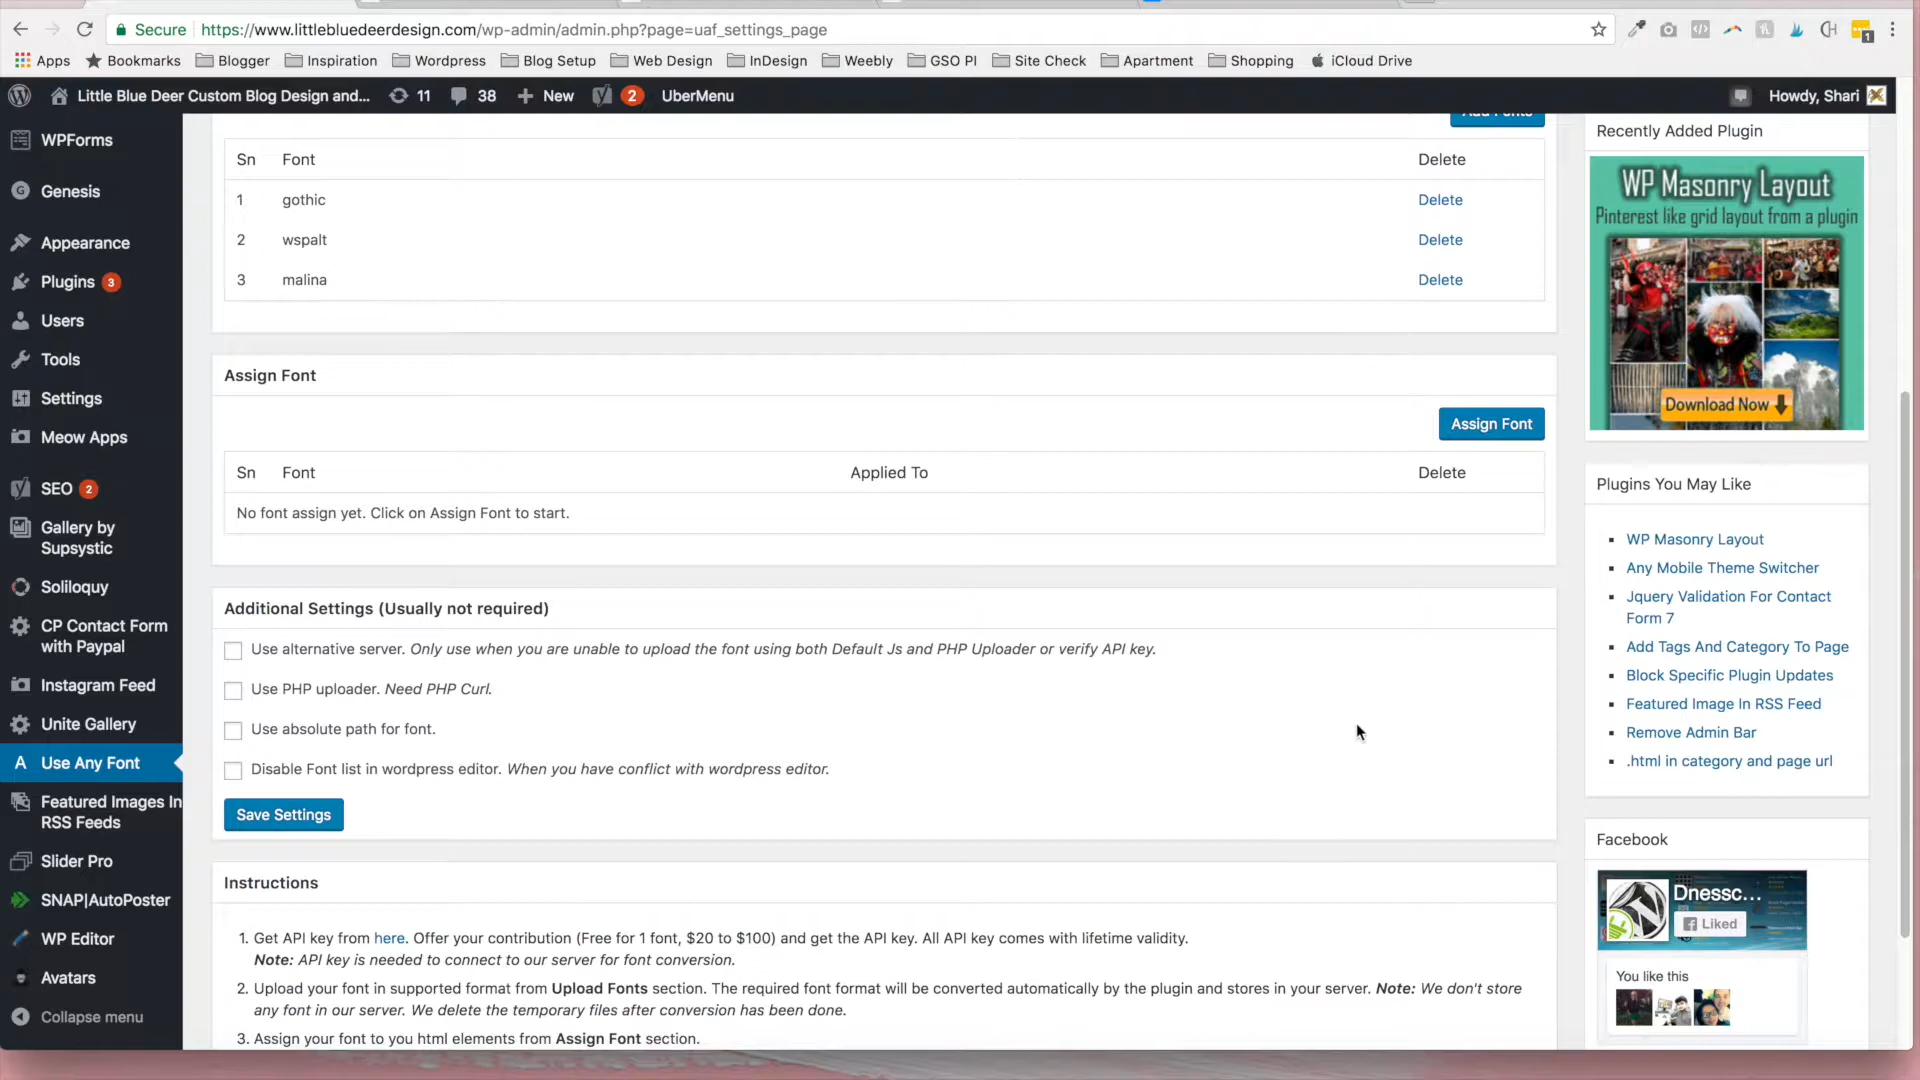 Secure https://www.littlebluedeerdesign.com/wp-admin/admin.php?page=uaf_settings_page
1
Apps Bookmarks Blogger Inspiration Wordpress Blog Setup Web Design InDesign Weebly GSO PI Site Check Apartment Shopping iCloud Drive
Little Blue Deer Custom Blog Design and... 11 38 New 2 UberMenu Howdy, Shari
WPForms
Genesis
Appearance
Plugins 3
Users
Tools
Settings
Meow Apps
SEO 2
Gallery by
Supsystic
Soliloquy
CP Contact Form
with Paypal
Instagram Feed
Unite Gallery
A Use Any Font
Featured Images In
RSS Feeds
Slider Pro
SNAP|AutoPoster
WP Editor
Avatars
Collapse menu
Add Fonts
Sn Font Delete
1 gothic Delete
2 wspalt Delete
3 malina Delete
Assign Font
Assign Font
Sn Font Applied To Delete
No font assign yet. Click on Assign Font to start.
Additional Settings (Usually not required)
Use alternative server. Only use when you are unable to upload the font using both Default Js and PHP Uploader or verify API key.
Use PHP uploader. Need PHP Curl.
Use absolute path for font.
Disable Font list in wordpress editor. When you have conflict with wordpress editor.
Save Settings
Instructions
1. Get API key from here. Offer your contribution (Free for 1 font, $20 to $100) and get the API key. All API key comes with lifetime validity.
Note: API key is needed to connect to our server for font conversion.
2. Upload your font in supported format from Upload Fonts section. The required font format will be converted automatically by the plugin and stores in your server. Note: We don't store
any font in our server. We delete the temporary files after conversion has been done.
3. Assign your font to you html elements from Assign Font section.
Recently Added Plugin
WP Masonry Layout
Pinterest like grid layout from a plugin
Download Now
Plugins You May Like
WP Masonry Layout
Any Mobile Theme Switcher
Jquery Validation For Contact
Form 7
Add Tags And Category To Page
Block Specific Plugin Updates
Featured Image In RSS Feed
Remove Admin Bar
.html in category and page url
Facebook
Dnessc...
Liked
You like this